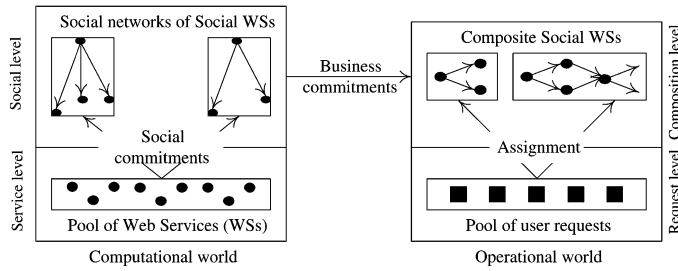 Social networks of Social WSs
Social level
Social
commitments
Service level
Pool of Web Services (WSs)
Computational world
Business
commitments
Composite Social WSs
Composition level
Assignment
Request level
Pool of user requests
Operational world